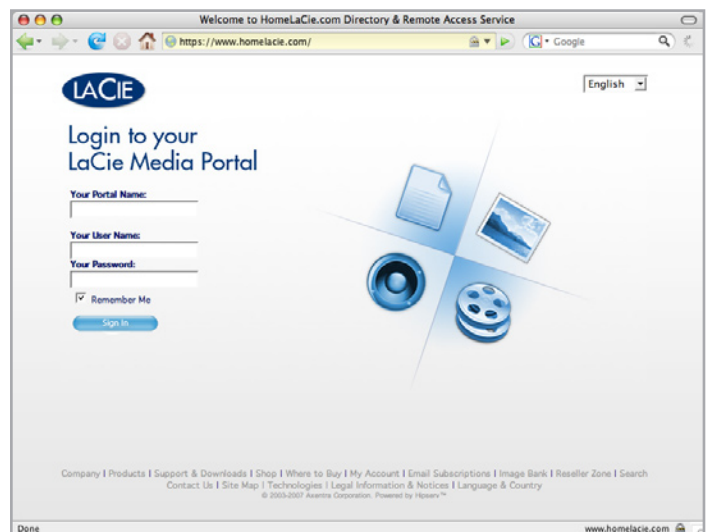 Welcome to HomeLaCie.com Directory & Remote Access Service
https://www.homelacie.com/
Google
LACIE
English
Login to your
LaCie Media Portal
Your Portal Name:
Your User Name:
Your Password:
Remember Me
Sign In
Company | Products | Support & Downloads | Shop | Where to Buy | My Account | Email Subscriptions | Image Bank | Reseller Zone | Search
Contact Us | Site Map | Technologies | Legal Information & Notices | Language & Country
© 2003-2007 Axentra Corporation. Powered by Hipserv™
Done
www.homelacie.com